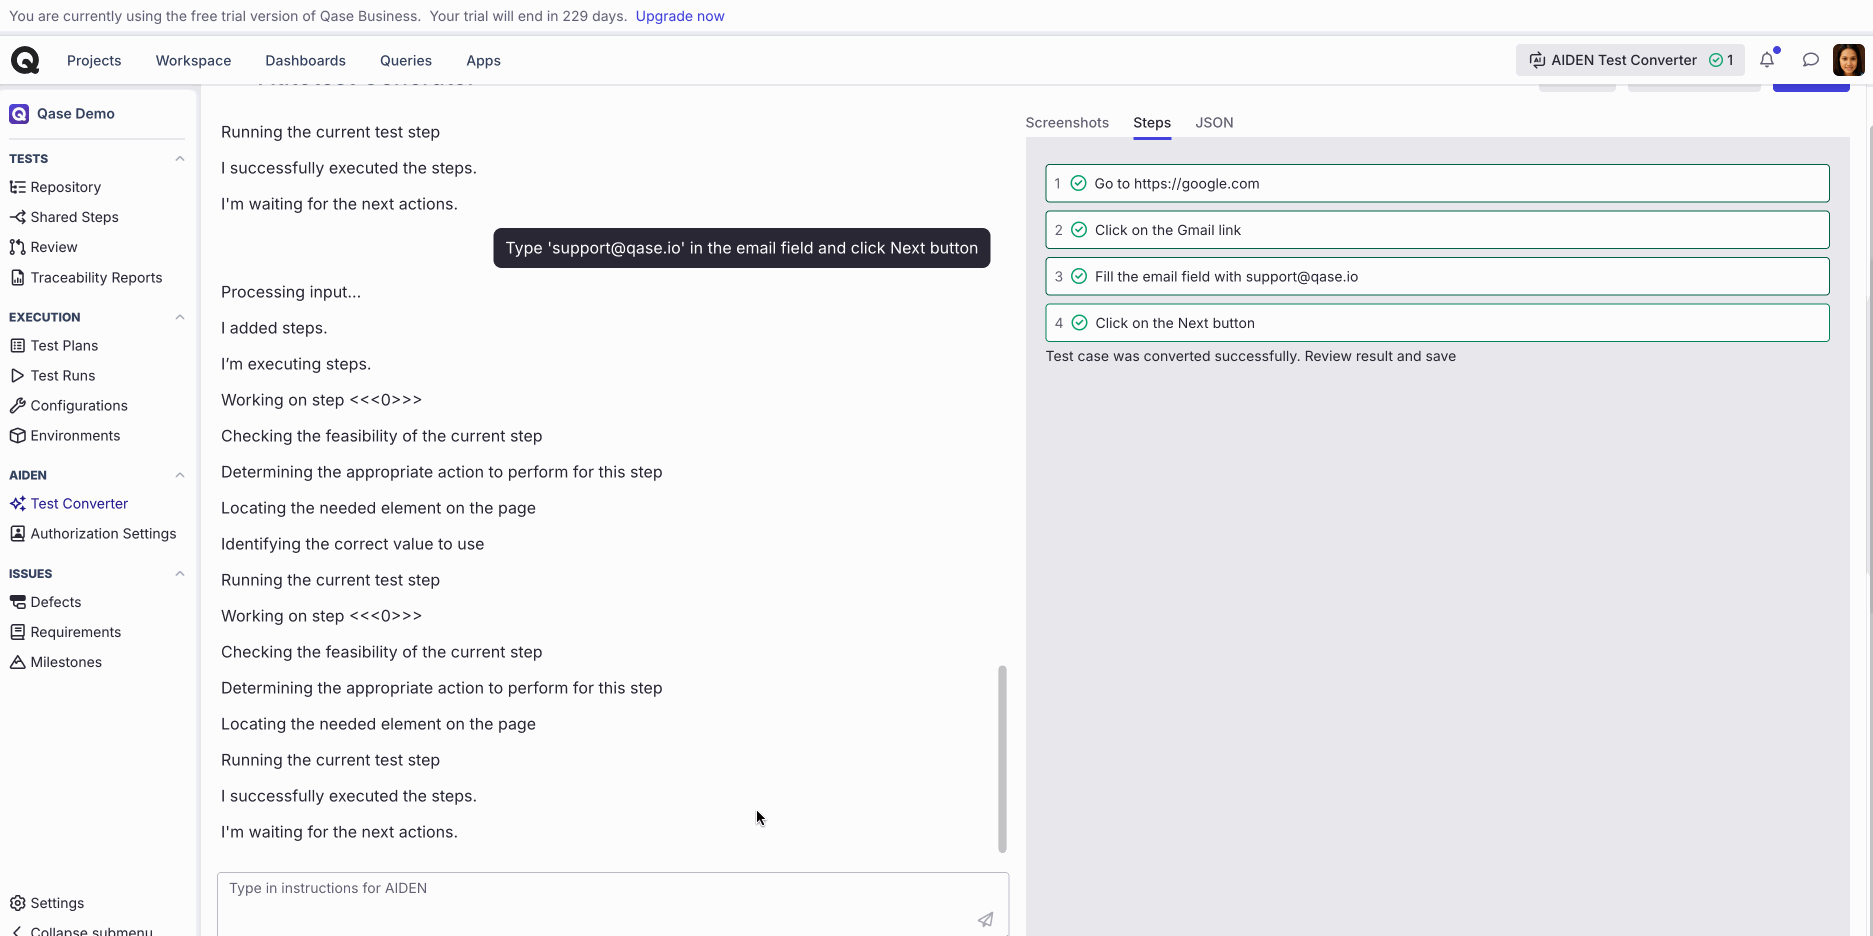 You are currently using the free trial version of Qase Business. Your trial will end in 229 days. Upgrade now
Projects
Workspace
Dashboards
Queries
Apps
AIDEN Test Converter
1
Qase Demo
TESTS
Repository
Shared Steps
Review
Traceability Reports
EXECUTION
Test Plans
Test Runs
Configurations
Environments
AIDEN
Test Converter
Authorization Settings
ISSUES
Defects
Requirements
Milestones
Settings
Collapse submenu
Running the current test step
I successfully executed the steps.
I'm waiting for the next actions.
Type 'support@qase.io' in the email field and click Next button
Processing input...
I added steps.
I’m executing steps.
Working on step <<<0>>>
Checking the feasibility of the current step
Determining the appropriate action to perform for this step
Locating the needed element on the page
Identifying the correct value to use
Running the current test step
Working on step <<<0>>>
Checking the feasibility of the current step
Determining the appropriate action to perform for this step
Locating the needed element on the page
Running the current test step
I successfully executed the steps.
I'm waiting for the next actions.
Type in instructions for AIDEN
Screenshots
Steps
JSON
1 Go to https://google.com
2 Click on the Gmail link
3 Fill the email field with support@qase.io
4 Click on the Next button
Test case was converted successfully. Review result and save